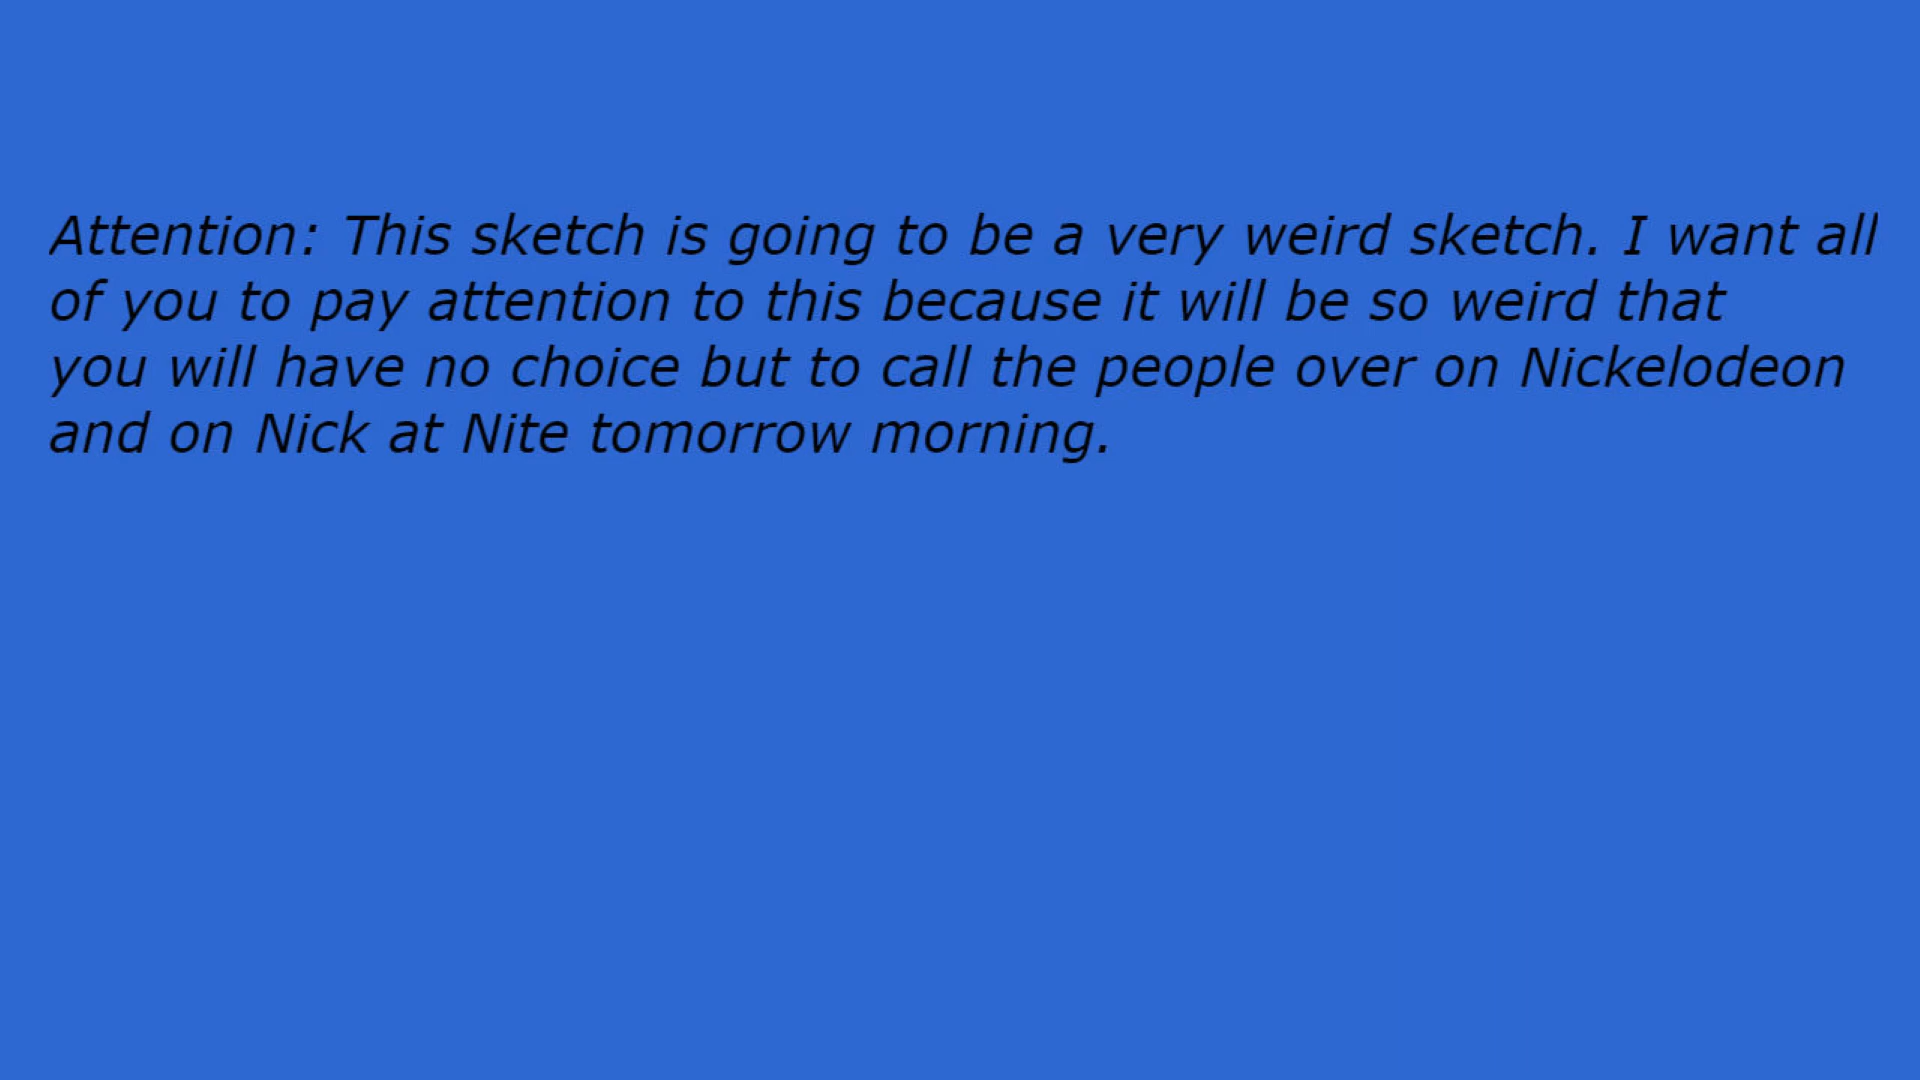 Attention: This sketch is going to be a very weird sketch. I want all
of you to pay attention to this because it will be so weird that
you will have no choice but to call the people over on Nickelodeon
and on Nick at Nite tomorrow morning.